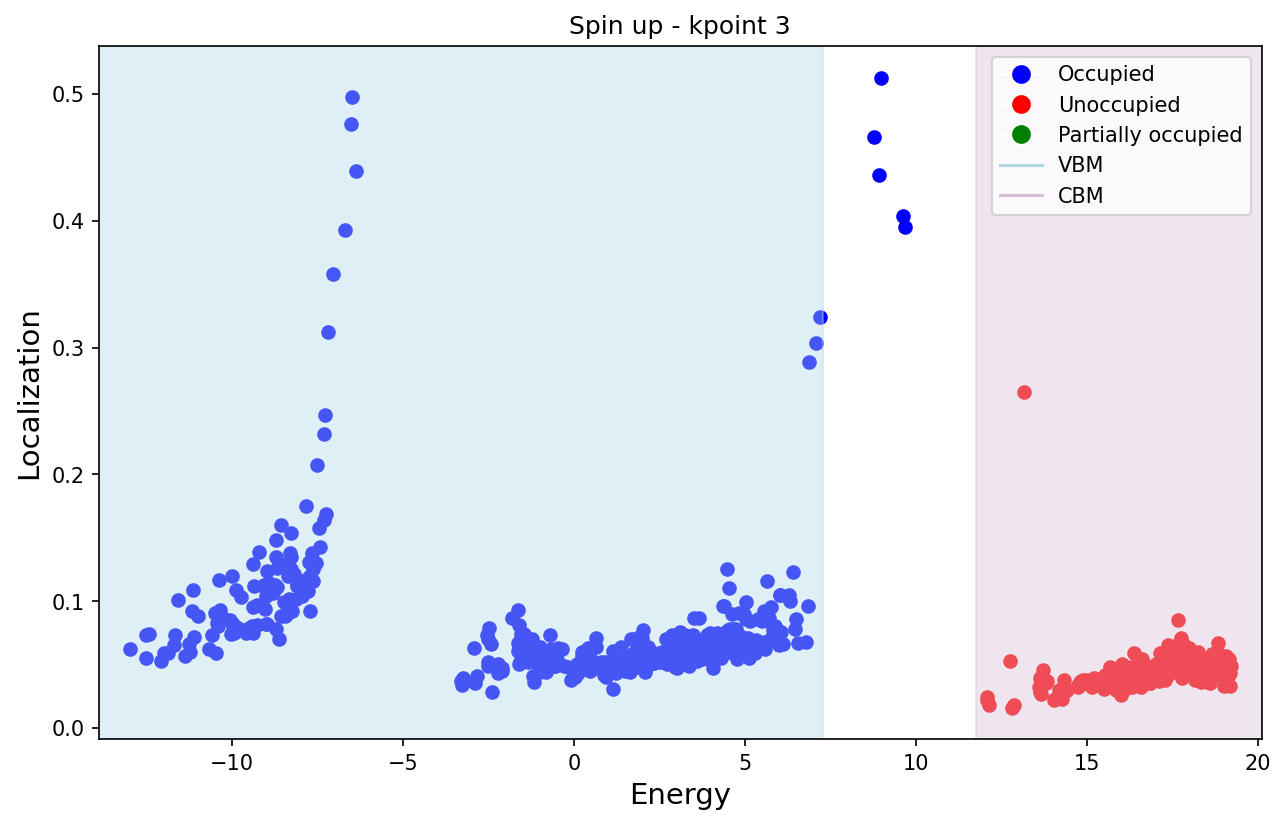 Spin up - kpoint 3
Localization
0.5
0.4
0.3
0.2
0.1
0.0
Occupied
Unoccupied
Partially occupied
VBM
CBM
−10
−5
0
5
10
15
20
Energy